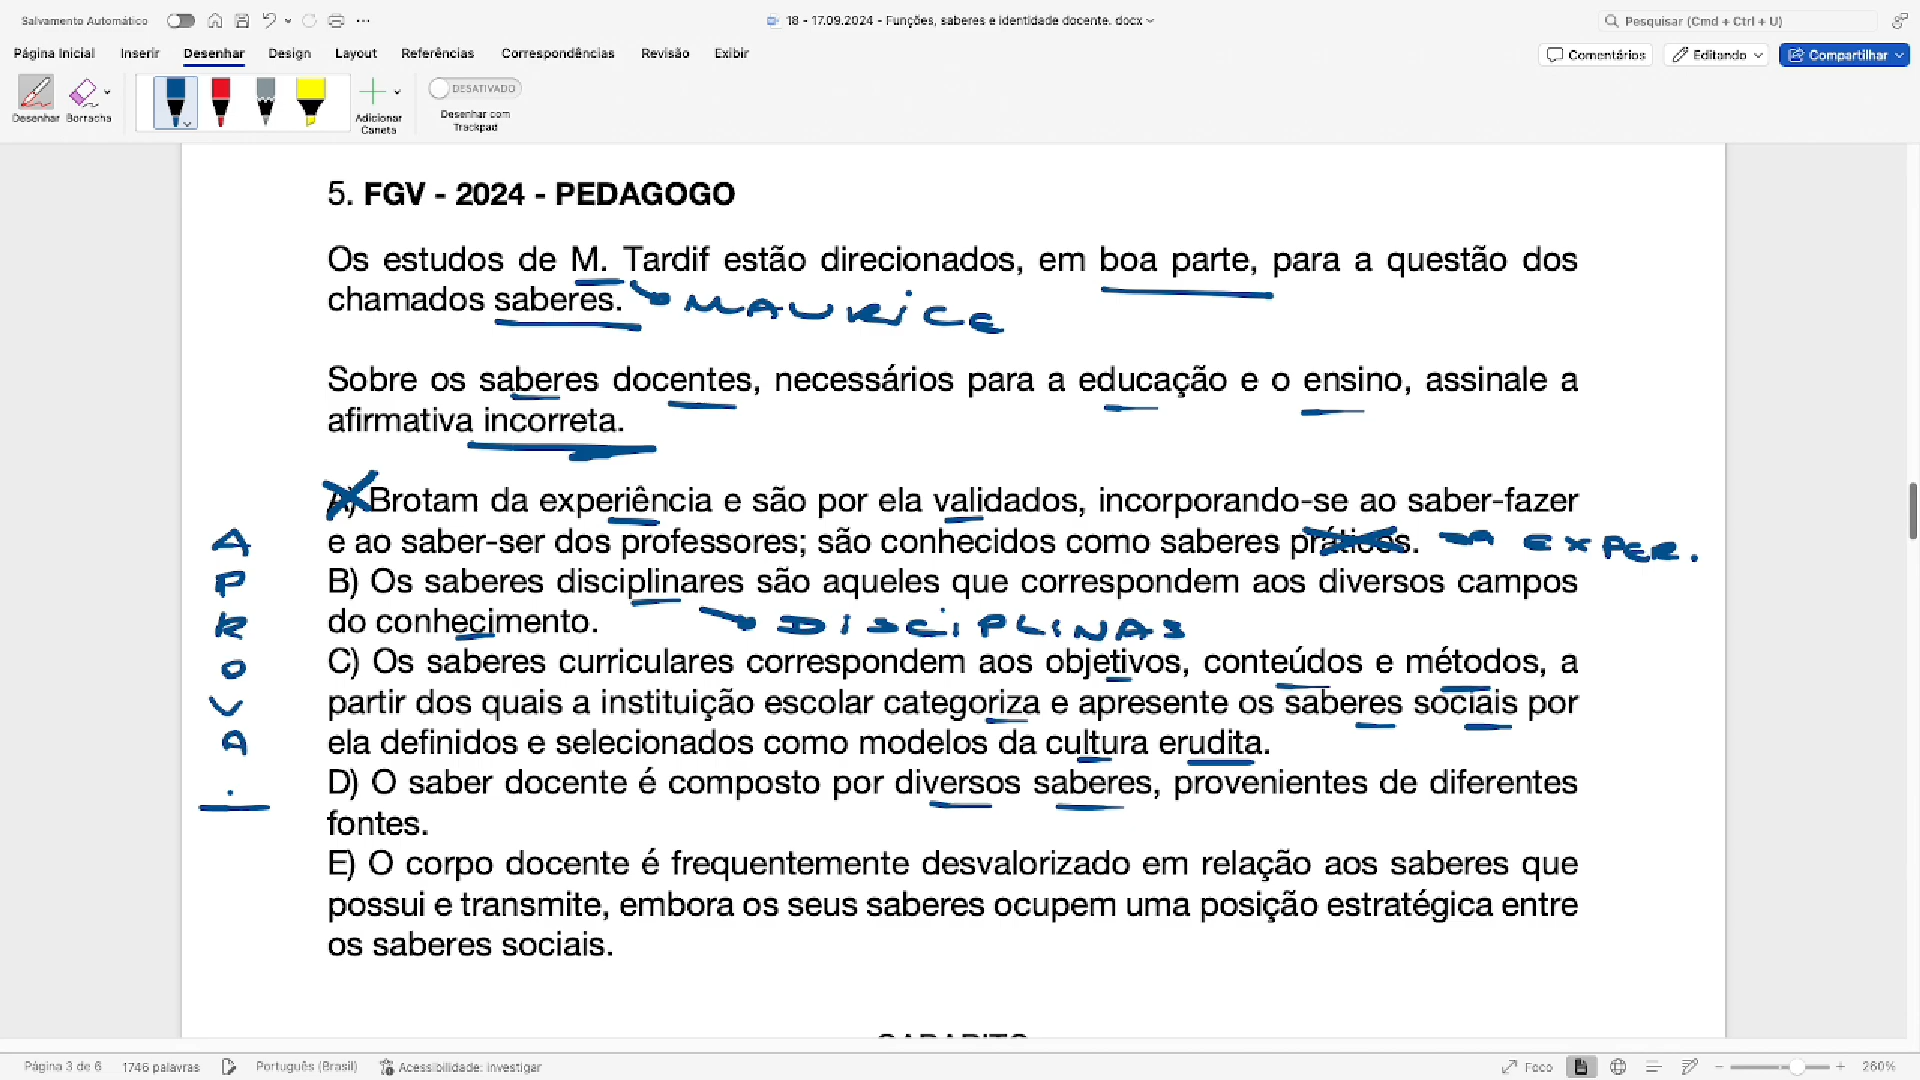 Salvamento Automático
18 - 17.09.2024 - Funções, saberes e identidade docente. docx
Pesquisar (Cmd + Ctrl + U)
Página Inicial Inserir Desenhar Design Layout Referências Correspondências Revisão Exibir
Comentários Editando Compartilhar
DESATIVADO
Desenhar Borracha Adicionar Caneta Desenhar com Trackpad
5. FGV - 2024 - PEDAGOGO
Os estudos de M. Tardif estão direcionados, em boa parte, para a questão dos
chamados saberes. MAURiCE
Sobre os saberes docentes, necessários para a educação e o ensino, assinale a
afirmativa incorreta.
A) Brotam da experiência e são por ela validados, incorporando-se ao saber-fazer
e ao saber-ser dos professores; são conhecidos como saberes práticos. DA EXPER.
B) Os saberes disciplinares são aqueles que correspondem aos diversos campos
do conhecimento. DISCiPLINAS
C) Os saberes curriculares correspondem aos objetivos, conteúdos e métodos, a
partir dos quais a instituição escolar categoriza e apresente os saberes sociais por
ela definidos e selecionados como modelos da cultura erudita.
D) O saber docente é composto por diversos saberes, provenientes de diferentes
fontes.
E) O corpo docente é frequentemente desvalorizado em relação aos saberes que
possui e transmite, embora os seus saberes ocupem uma posição estratégica entre
os saberes sociais.
A
P
R
O
V
A
.
Página 3 de 6 1746 palavras Português (Brasil) Acessibilidade: investigar Foco 260%